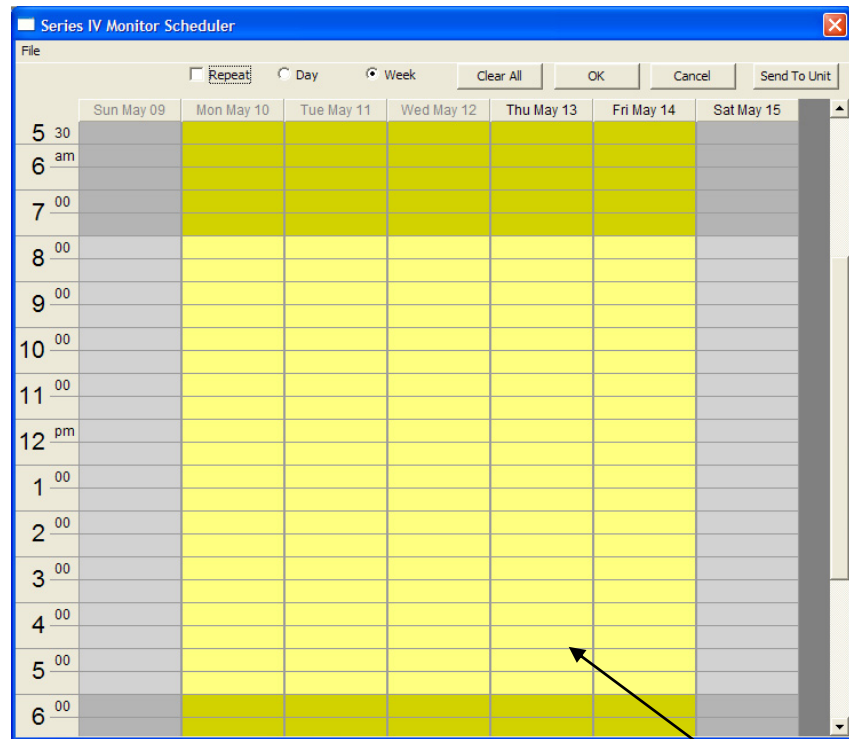 Series IV Monitor Scheduler
File
Repeat Day Week Clear All OK Cancel Send To Unit
Sun May 09 Mon May 10 Tue May 11 Wed May 12 Thu May 13 Fri May 14 Sat May 15
5 30
6 am
7 00
8 00
9 00
10 00
11 00
12 pm
1 00
2 00
3 00
4 00
5 00
6 00